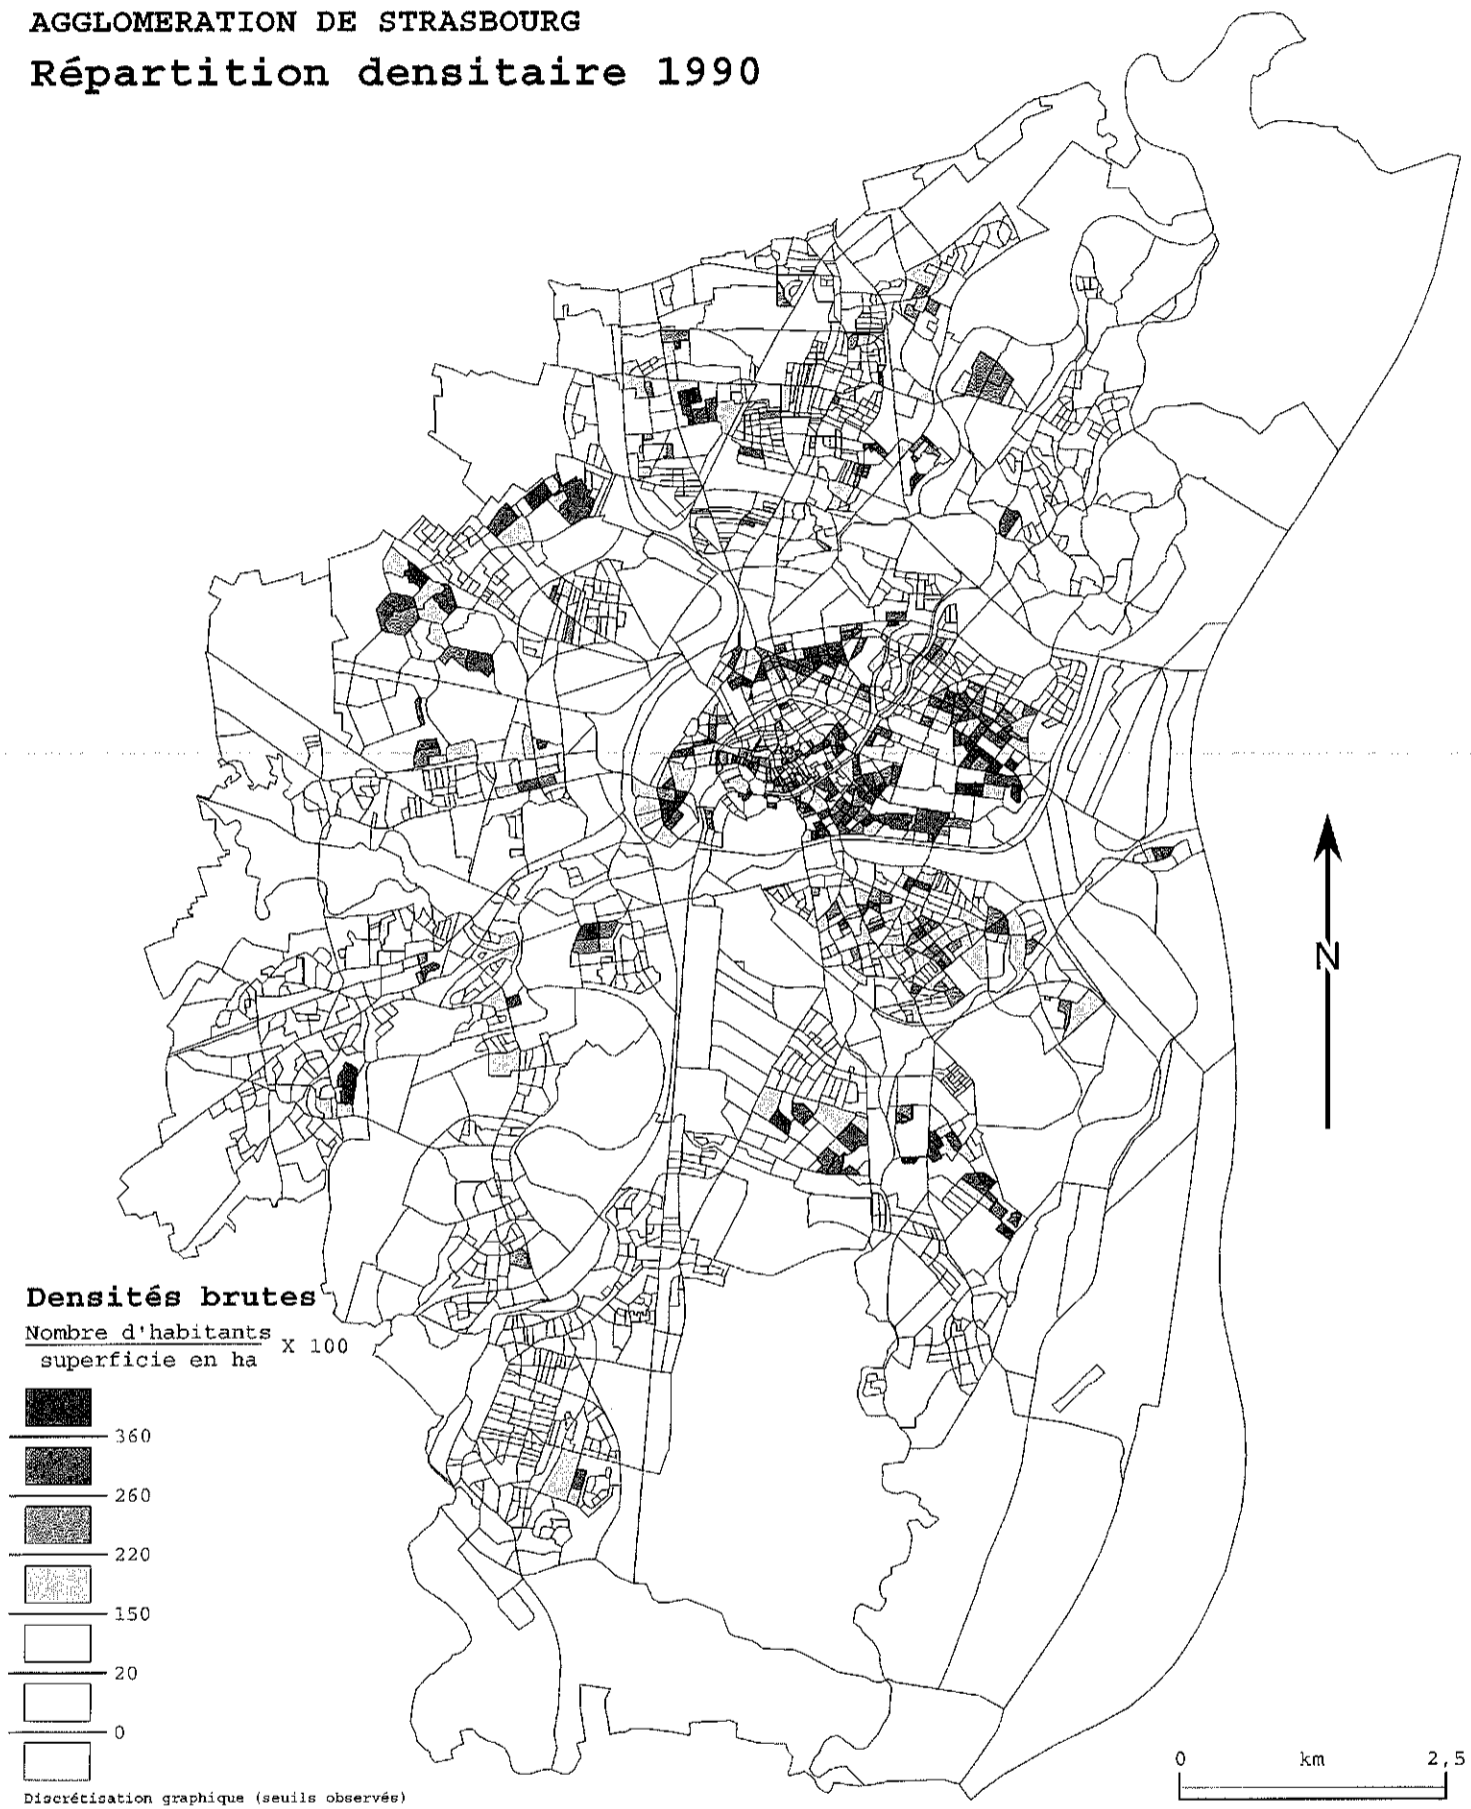 AGGLOMERATION DE STRASBOURG
Répartition densitaire 1990
N
Densités brutes
Nombre d'habitants
superficie en ha
X 100
360
260
220
150
20
0
Discrétisation graphique (seuils observés)
0 km 2,5